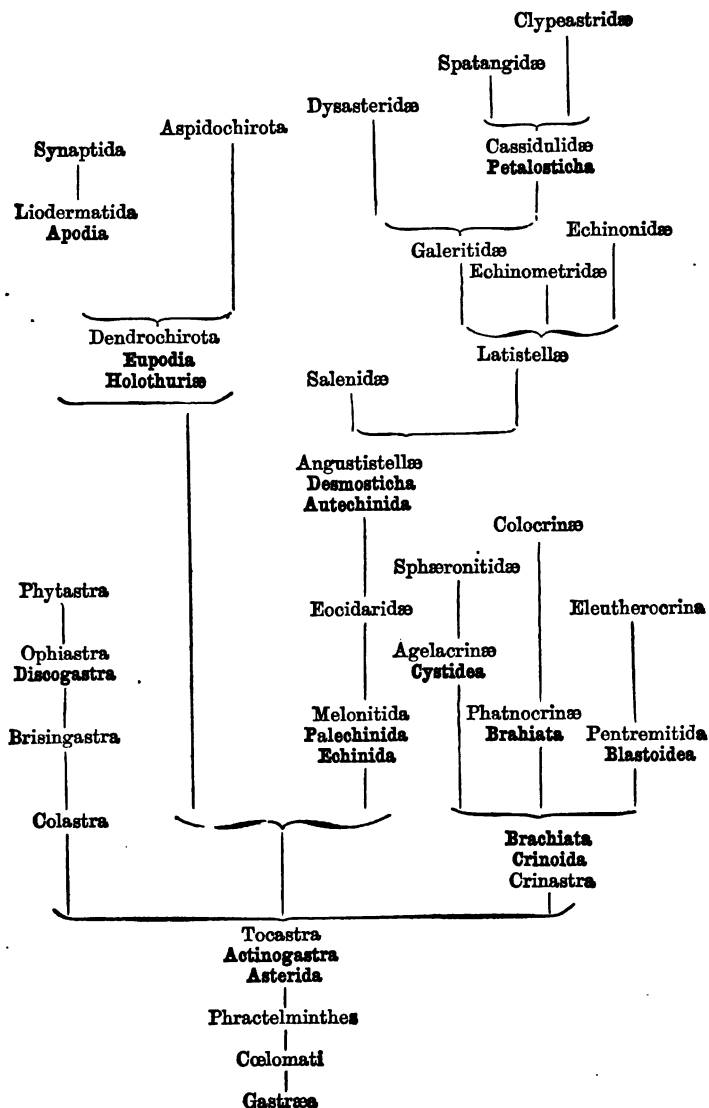 Clypeastridæ
Spatangidæ
Dysasteridæ
Aspidochirota
Synaptida
Cassidulidæ
Petalosticha
Liodermatida
Apodia
Echinonidæ
Galeritidæ
Echinometridæ
Dendrochirota
Eupodia
Holothuriæ
Latistellæ
Salenidæ
Angustistellæ
Desmosticha
Autechinida
Colocrinæ
Sphæronitidæ
Phytastra
Eocidaridæ
Eleutherocrina
Ophiastra
Discogastra
Agelacrinæ
Cystidea
Brisingastra
Melonitida
Palechinida
Echinida
Phatnocrinæ
Brahiata
Pentremitida
Blastoidea
Colastra
Brachiata
Crinoida
Crinastra
Tocastra
Actinogastra
Asterida
Phractelminthes
Cœlomati
Gastræa